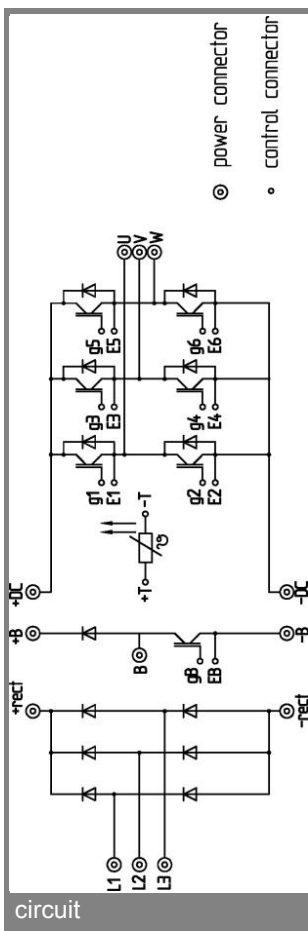 power connector
control connector
U
V
W
g5
E5
g6
E6
g3
E3
g4
E4
g1
E1
g2
E2
+T
-T
ϑ
+DC
-DC
+B
B
gB
EB
-B
+rect
-rect
L1
L2
L3
circuit